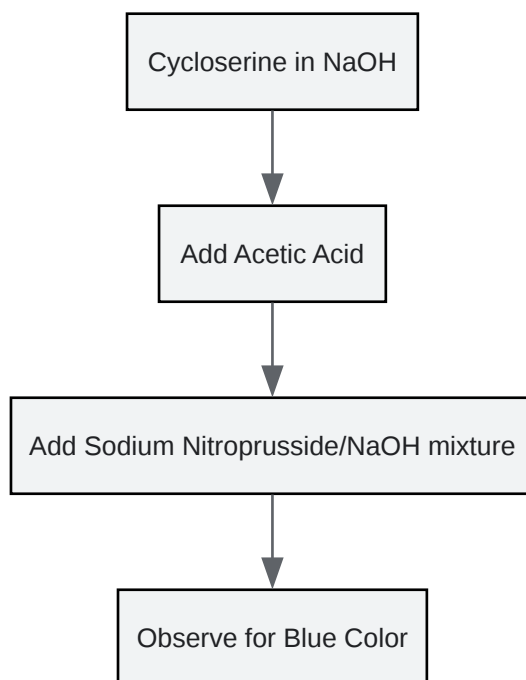 Cycloserine in NaOH
Add Acetic Acid
Add Sodium Nitroprusside/NaOH mixture
Observe for Blue Color